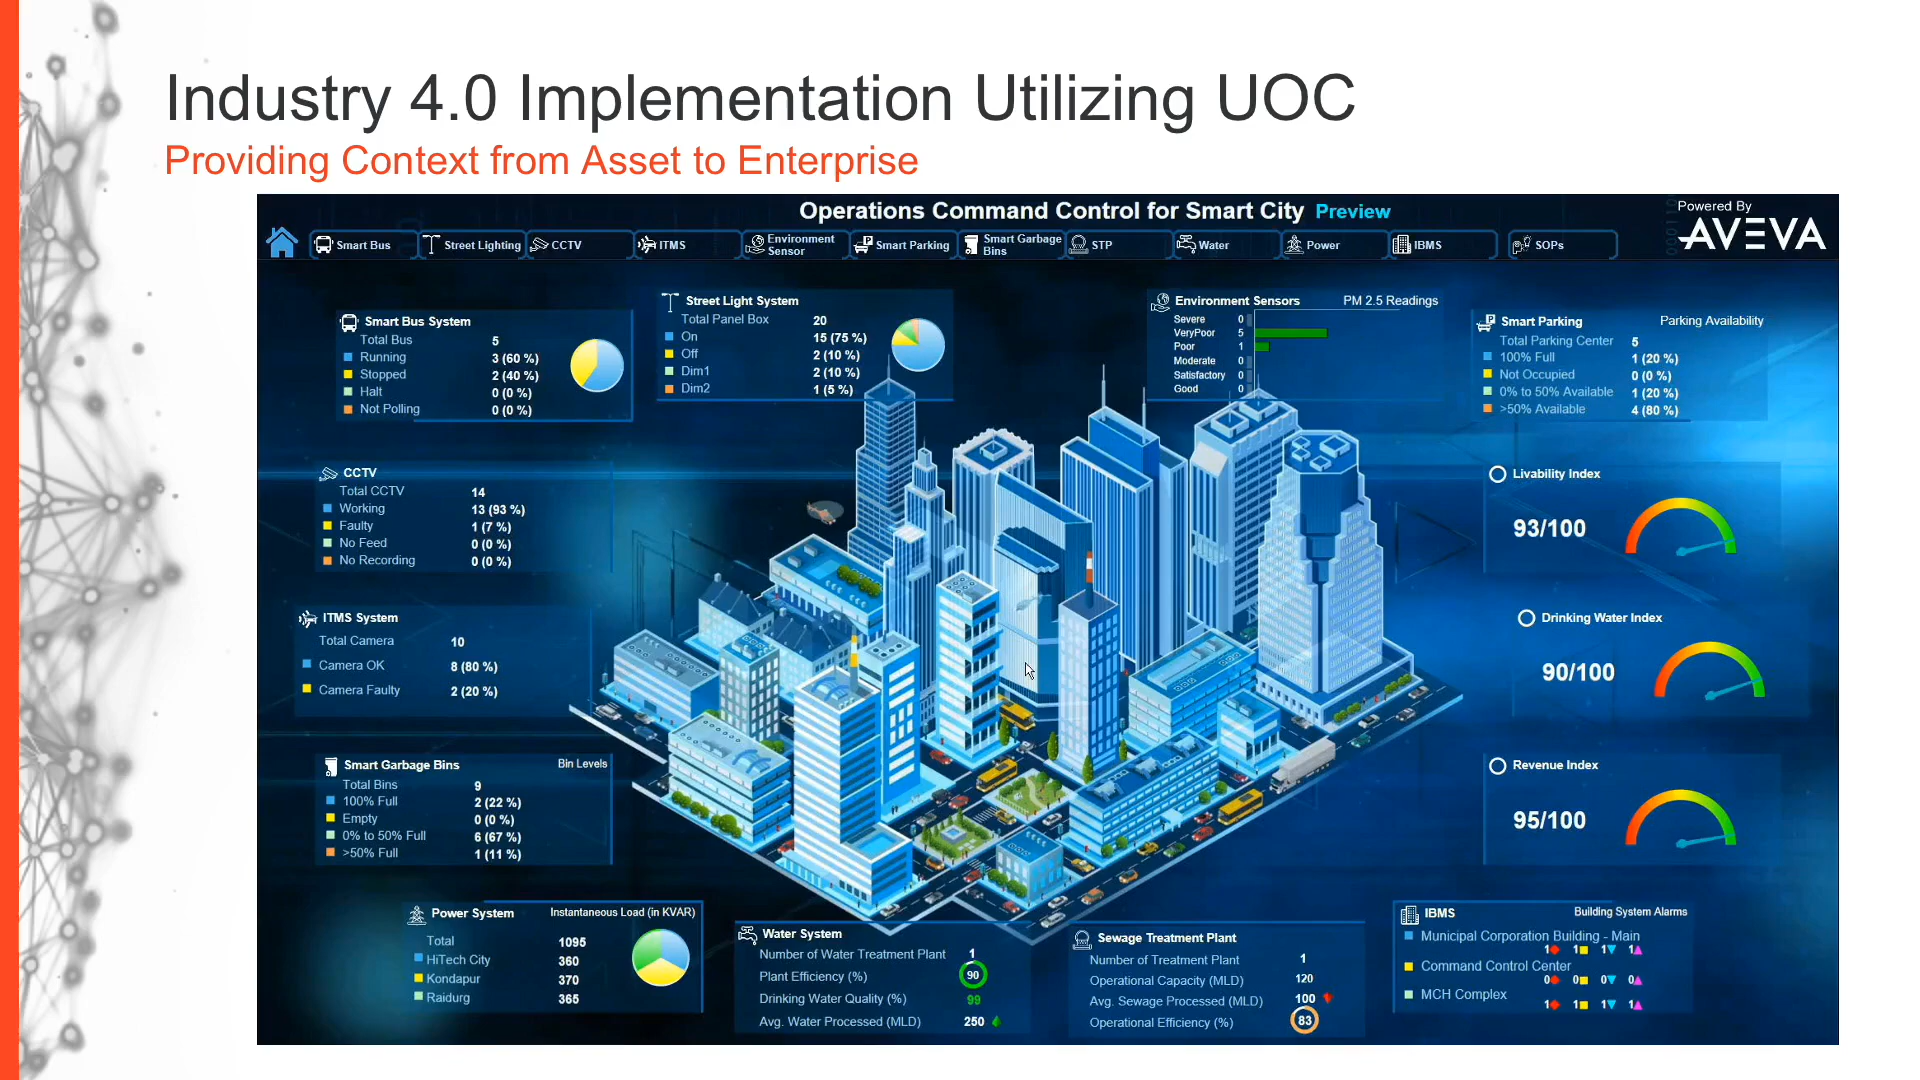 Industry 4.0 Implementation Utilizing UOC
Providing Context from Asset to Enterprise
Operations Command Control for Smart City Preview
Powered By
AVEVA
Smart Bus
Street Lighting
CCTV
ITMS
Environment
Sensor
Smart Parking
Smart Garbage
Bins
STP
Water
Power
IBMS
SOPs
Smart Bus System
Total Bus 5
Running 3 (60 %)
Stopped 2 (40 %)
Halt 0 (0 %)
Not Polling 0 (0 %)
Street Light System
Total Panel Box 20
On 15 (75 %)
Off 2 (10 %)
Dim1 2 (10 %)
Dim2 1 (5 %)
Environment Sensors PM 2.5 Readings
Severe 0
VeryPoor 5
Poor 1
Moderate 0
Satisfactory 0
Good 0
Smart Parking Parking Availability
Total Parking Center 5
100% Full 1 (20 %)
Not Occupied 0 (0 %)
0% to 50% Available 1 (20 %)
>50% Available 4 (80 %)
CCTV
Total CCTV 14
Working 13 (93 %)
Faulty 1 (7 %)
No Feed 0 (0 %)
No Recording 0 (0 %)
Livability Index
93/100
ITMS System
Total Camera 10
Camera OK 8 (80 %)
Camera Faulty 2 (20 %)
Drinking Water Index
90/100
Smart Garbage Bins Bin Levels
Total Bins 9
100% Full 2 (22 %)
Empty 0 (0 %)
0% to 50% Full 6 (67 %)
>50% Full 1 (11 %)
Revenue Index
95/100
Power System Instantaneous Load (in KVAR)
Total 1095
HiTech City 360
Kondapur 370
Raidurg 365
Water System
Number of Water Treatment Plant 1
Plant Efficiency (%) 90
Drinking Water Quality (%) 99
Avg. Water Processed (MLD) 250
Sewage Treatment Plant
Number of Treatment Plant 1
Operational Capacity (MLD) 120
Avg. Sewage Processed (MLD) 100
Operational Efficiency (%) 83
IBMS Building System Alarms
Municipal Corporation Building - Main
1 1 1 1
Command Control Center
0 0 0 0
MCH Complex
1 1 1 1